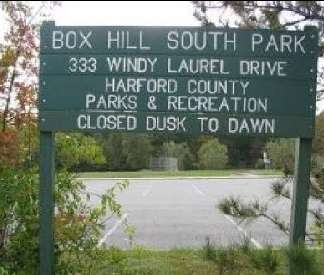 BOX HILL SOUTH PARK
333 WINDY LAUREL DRIVE
HARFORD COUNTY
PARKS & RECREATION
CLOSED DUSK TO DAWN